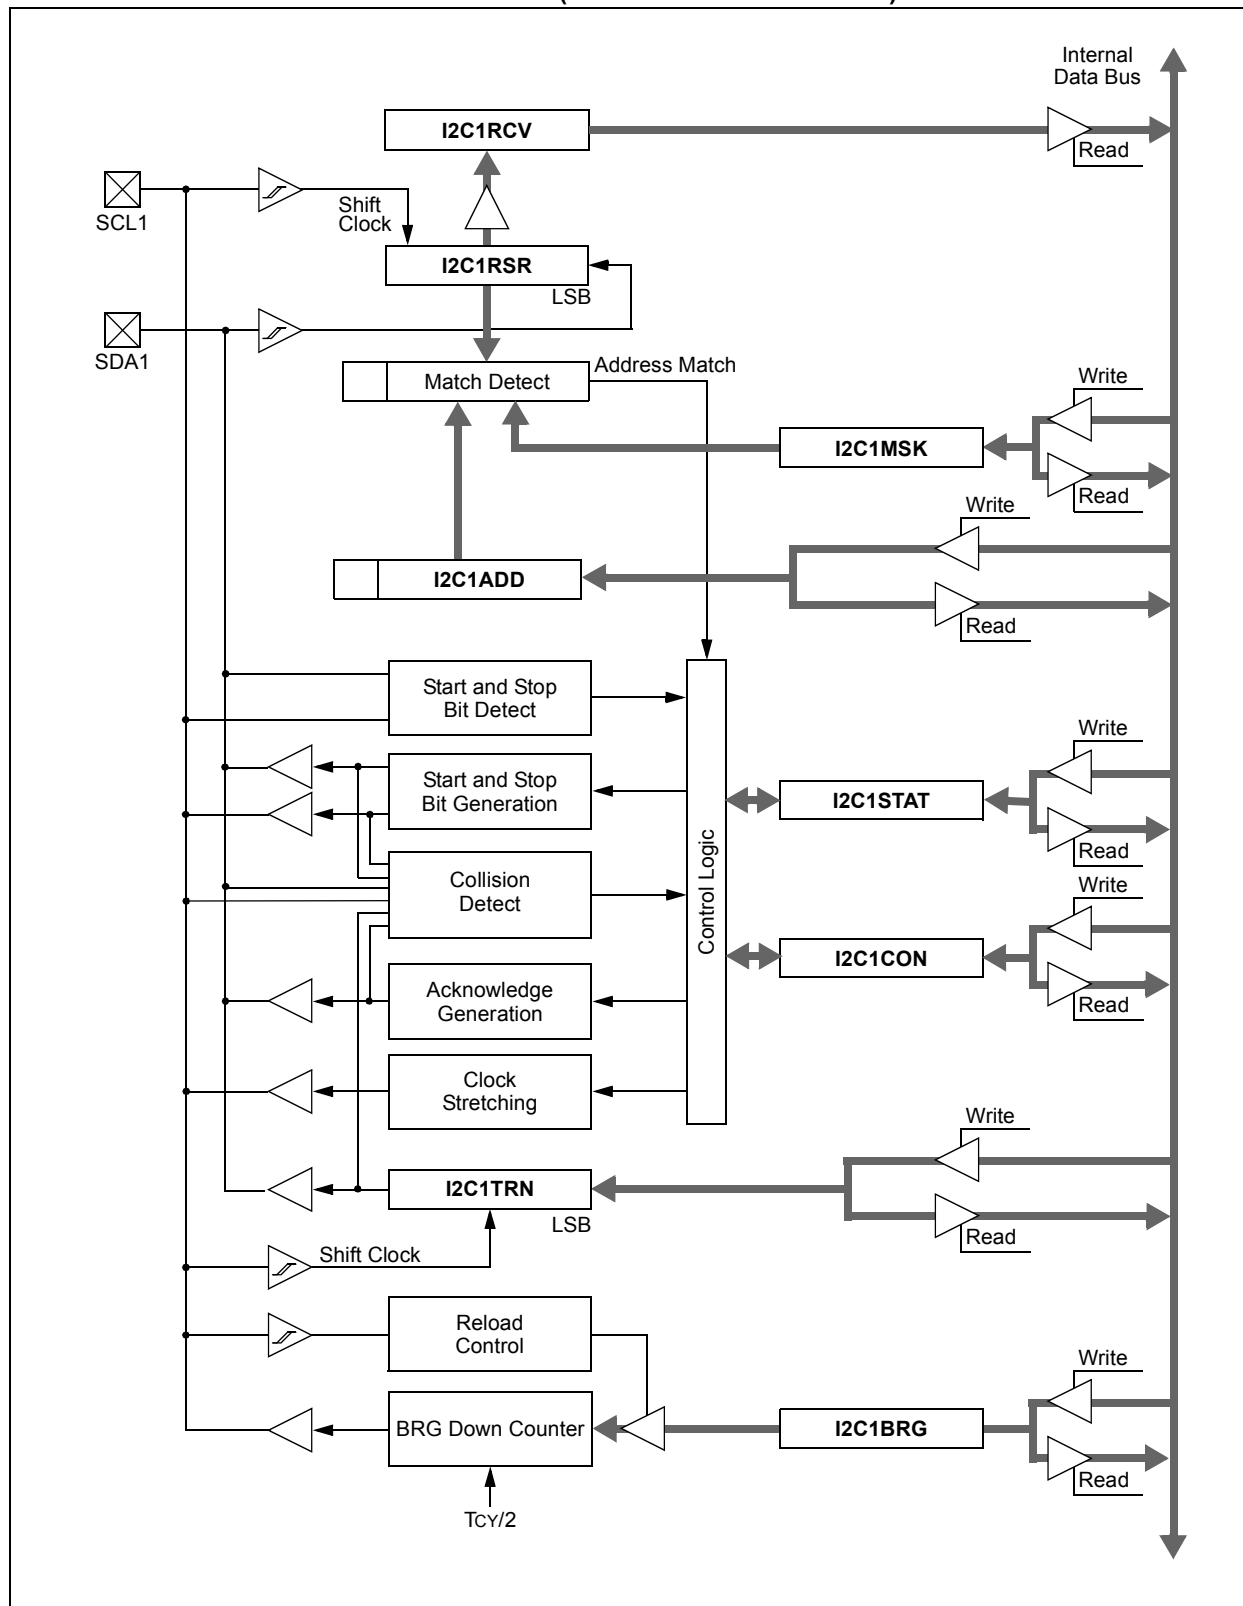 Internal
Data Bus
I2C1RCV
Read
SCL1
Shift
Clock
I2C1RSR
LSB
SDA1
Match Detect
Address Match
Write
I2C1MSK
Read
Write
I2C1ADD
Read
Start and Stop
Bit Detect
Write
Start and Stop
Bit Generation
I2C1STAT
Read
Control Logic
Collision
Detect
Write
I2C1CON
Acknowledge
Generation
Read
Clock
Stretching
Write
I2C1TRN
LSB
Read
Shift Clock
Reload
Control
Write
BRG Down Counter
I2C1BRG
Read
TCY/2